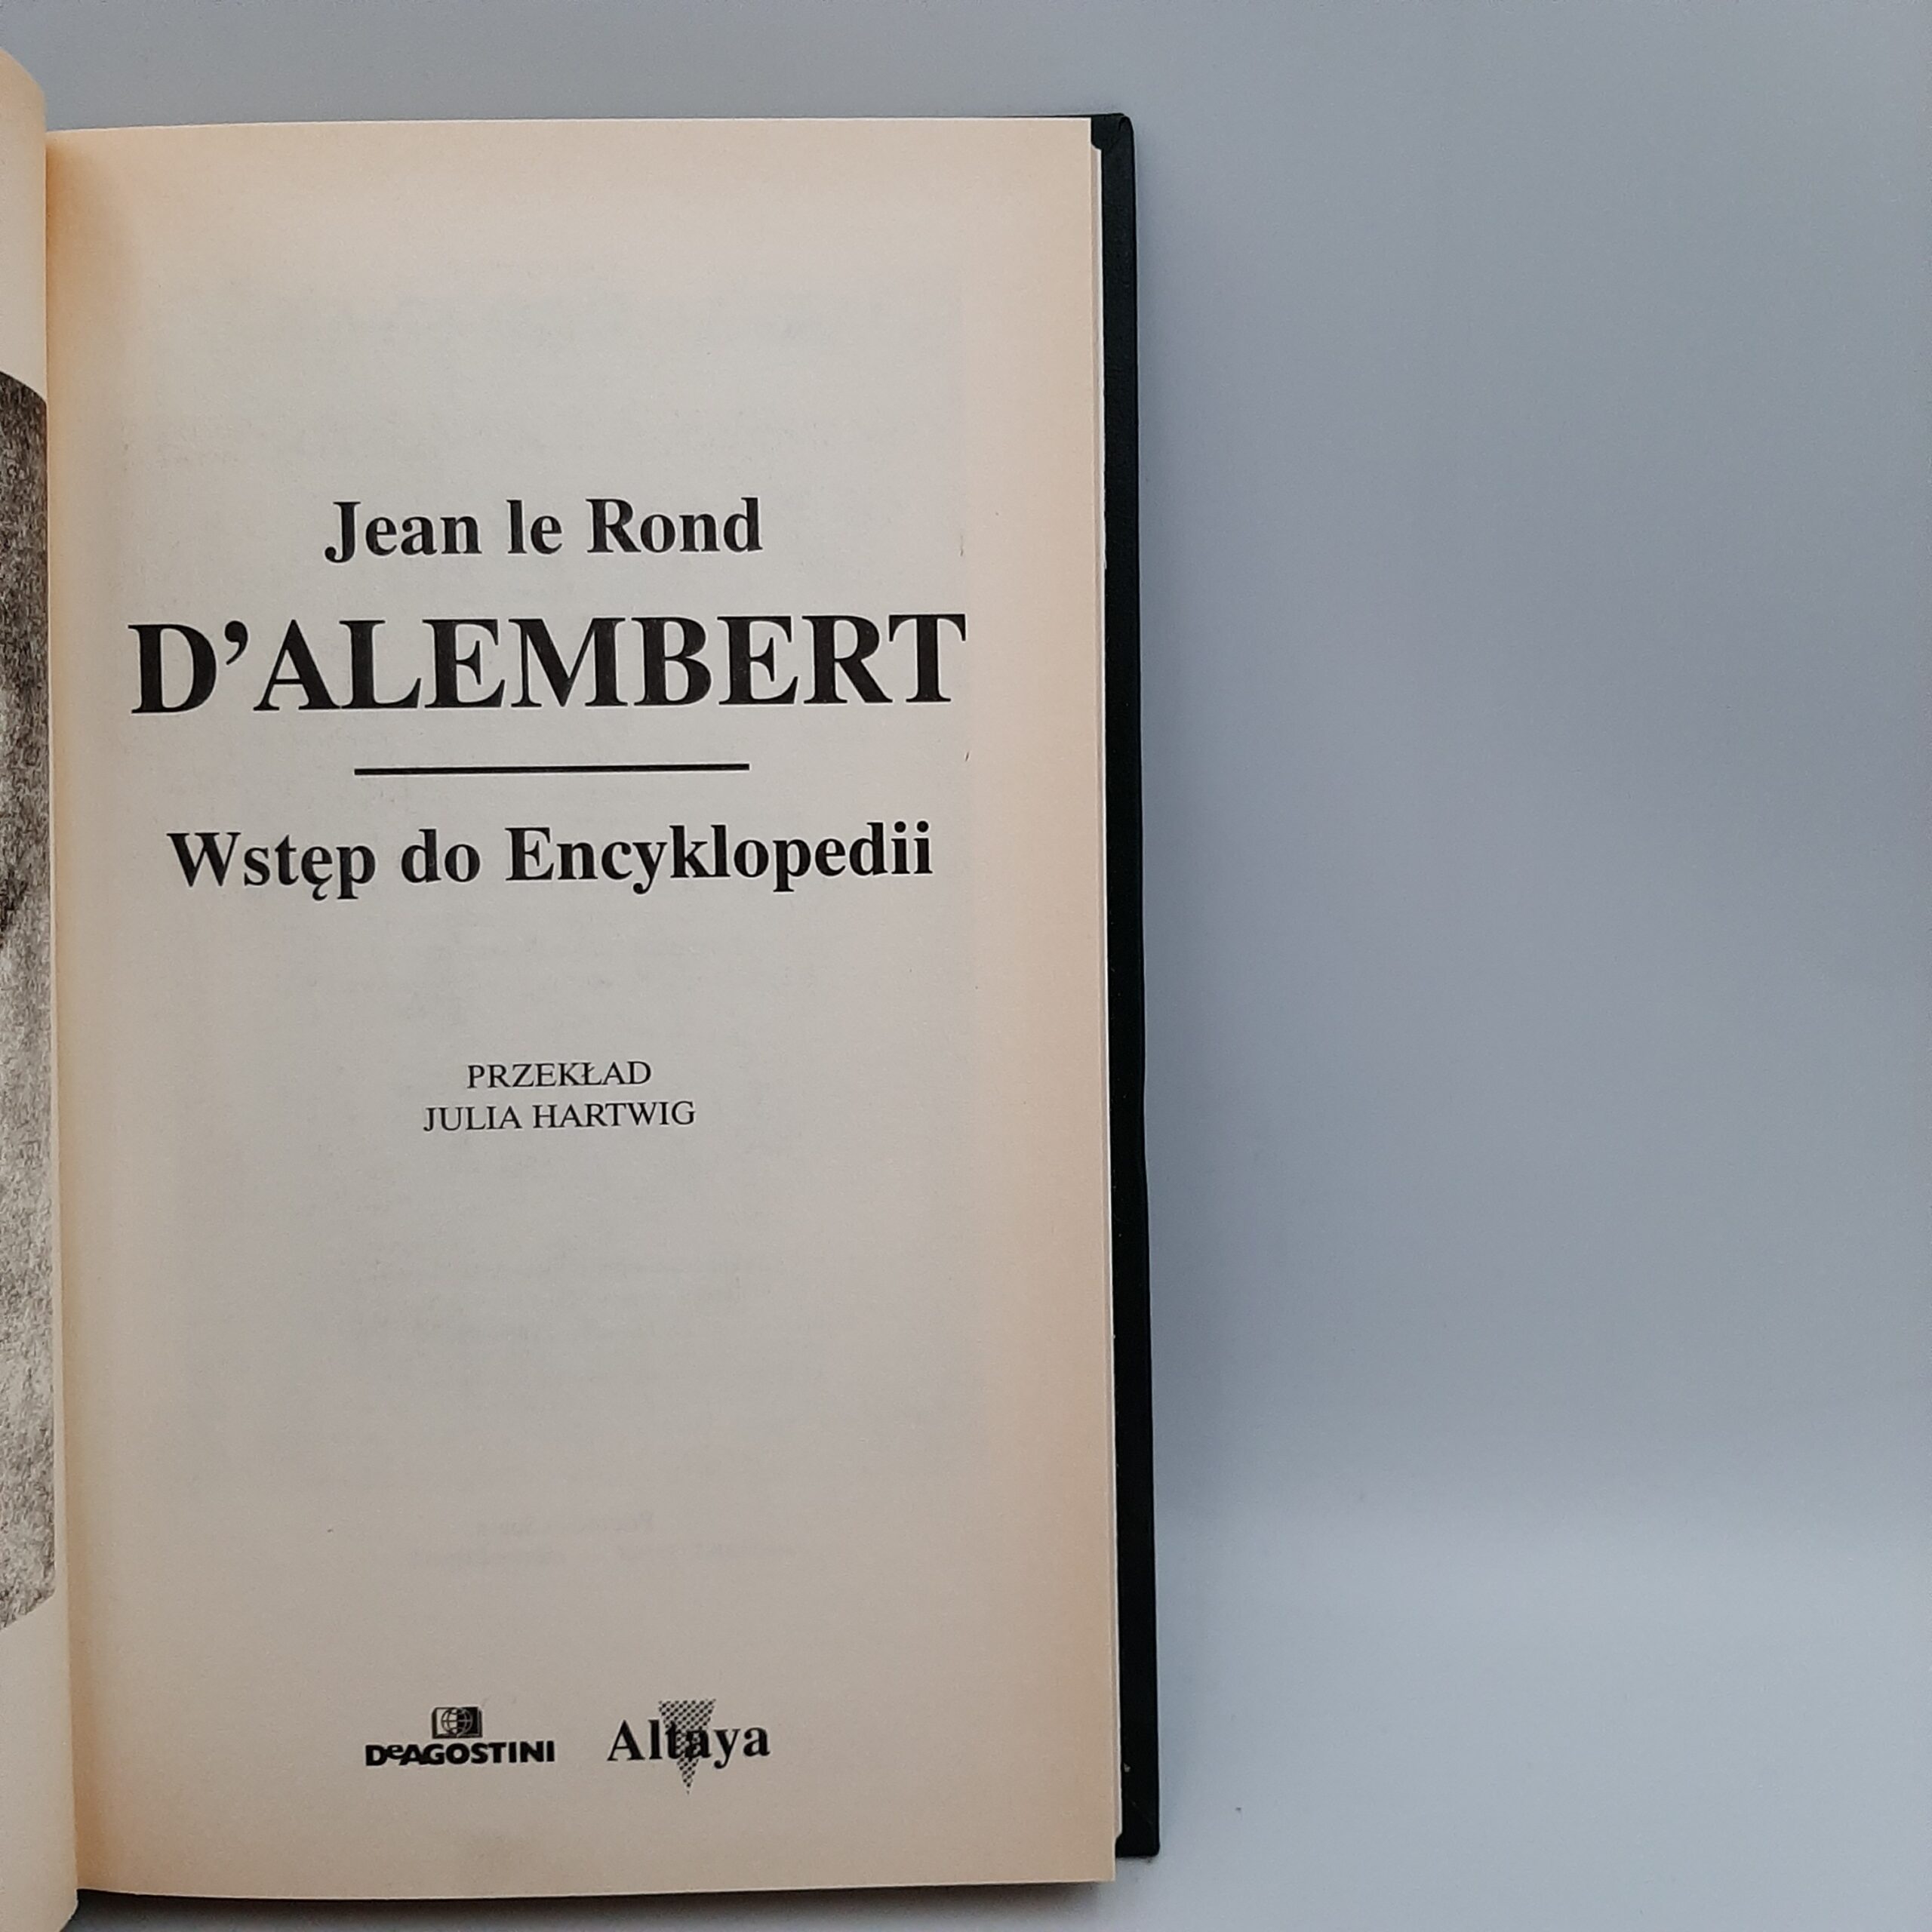 Jean le Rond
D’ALEMBERT
Wstęp do Encyklopedii
PRZEKŁAD
JULIA HARTWIG
DeAGOSTINI Altaya